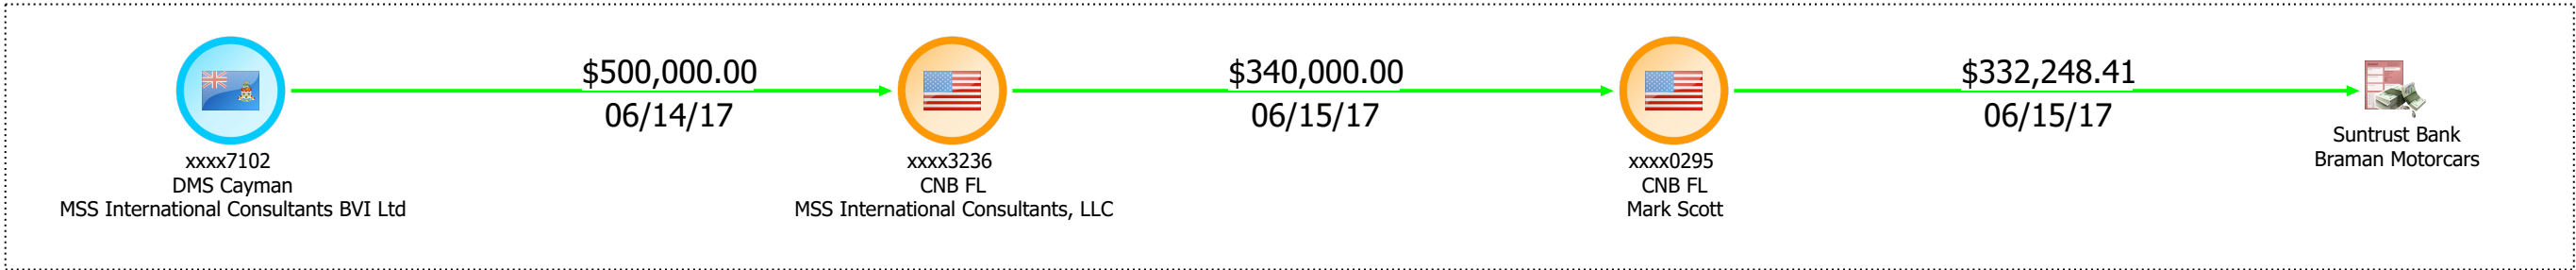 $500,000.00
06/14/17
$340,000.00
06/15/17
$332,248.41
06/15/17
xxxx7102
DMS Cayman
MSS International Consultants BVI Ltd
xxxx3236
CNB FL
MSS International Consultants, LLC
xxxx0295
CNB FL
Mark Scott
Suntrust Bank
Braman Motorcars